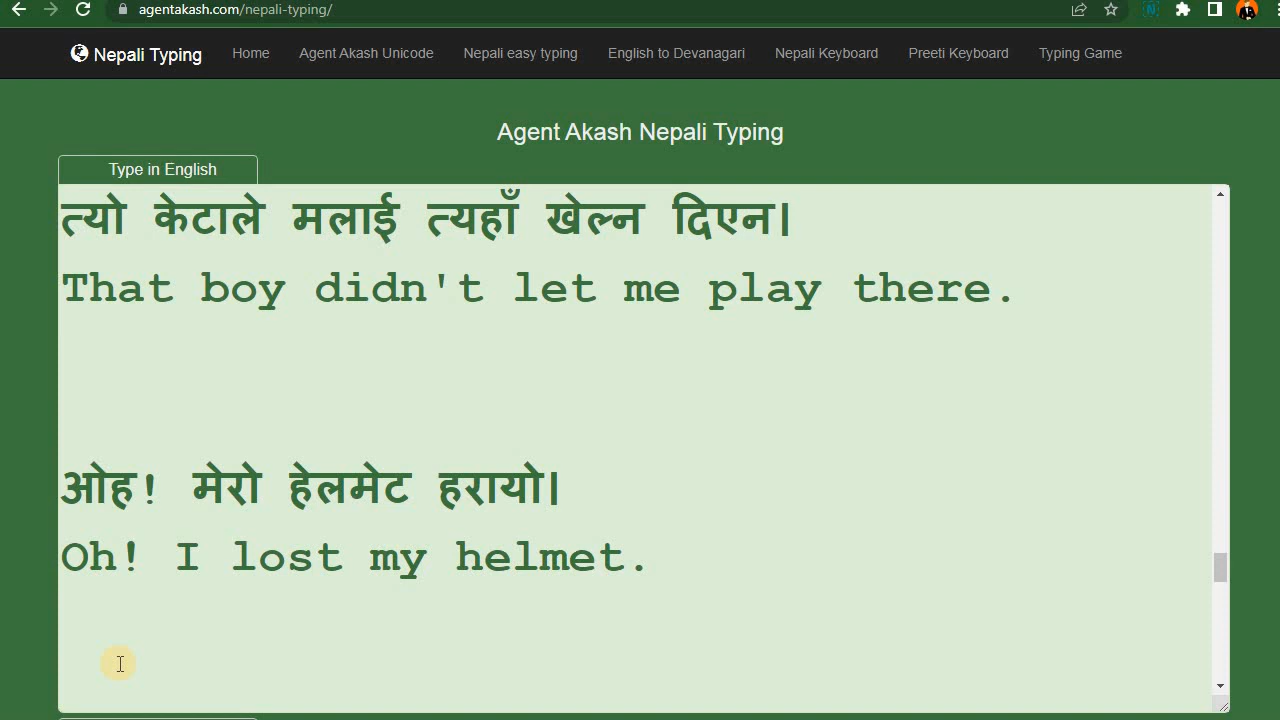 agentakash.com/nepali-typing/
Nepali Typing Home Agent Akash Unicode Nepali easy typing English to Devanagari Nepali Keyboard Preeti Keyboard Typing Game
Agent Akash Nepali Typing
Type in English
त्यो केटाले मलाई त्यहाँ खेल्न दिएन।
That boy didn't let me play there.
ओह! मेरो हेलमेट हरायो।
Oh! I lost my helmet.